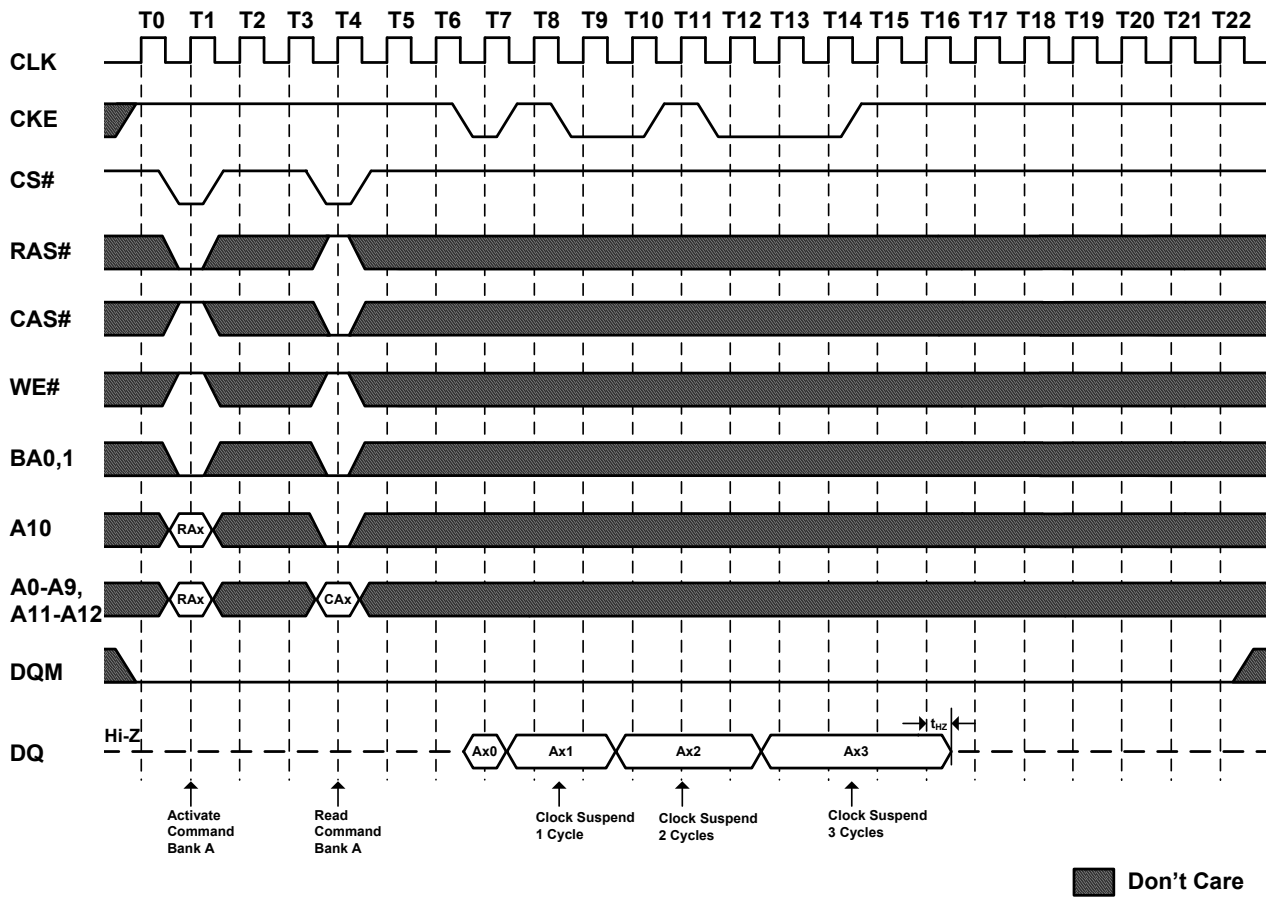 T0 T1 T2 T3 T4 T5 T6 T7 T8 T9 T10 T11 T12 T13 T14 T15 T16 T17 T18 T19 T20 T21 T22
CLK
CKE
CS#
RAS#
CAS#
WE#
BA0,1
A10
RAx
A0-A9,
A11-A12
RAx
CAx
DQM
Hi-Z
tHZ
DQ
Ax0
Ax1
Ax2
Ax3
Activate
Command
Bank A
Read
Command
Bank A
Clock Suspend
1 Cycle
Clock Suspend
2 Cycles
Clock Suspend
3 Cycles
Don't Care